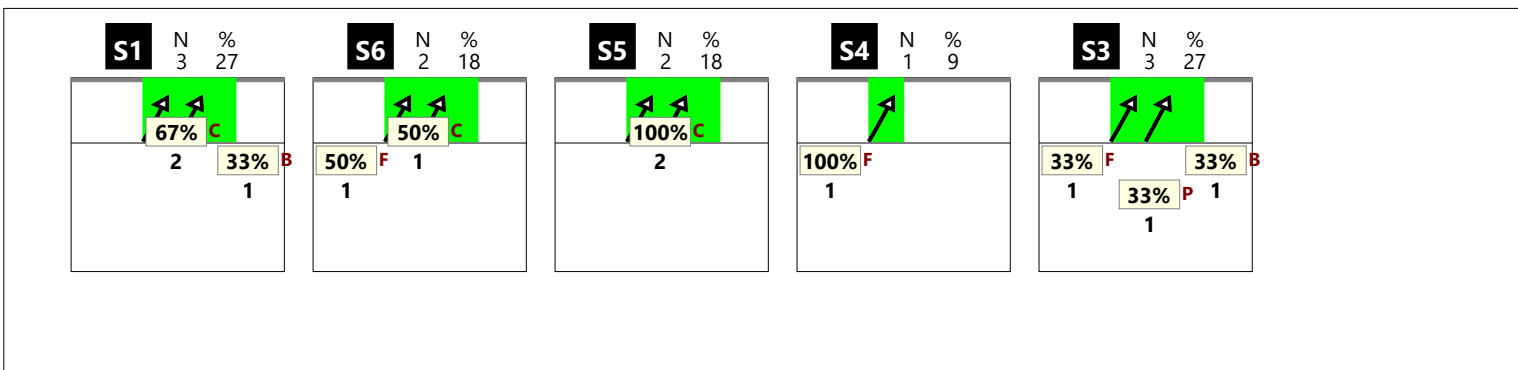 S1 N %
3 27
67% C
2
33% B
1
S6 N %
2 18
50% C
1
50% F
1
S5 N %
2 18
100% C
2
S4 N %
1 9
100% F
1
S3 N %
3 27
33% F
1
33% P
1
33% B
1